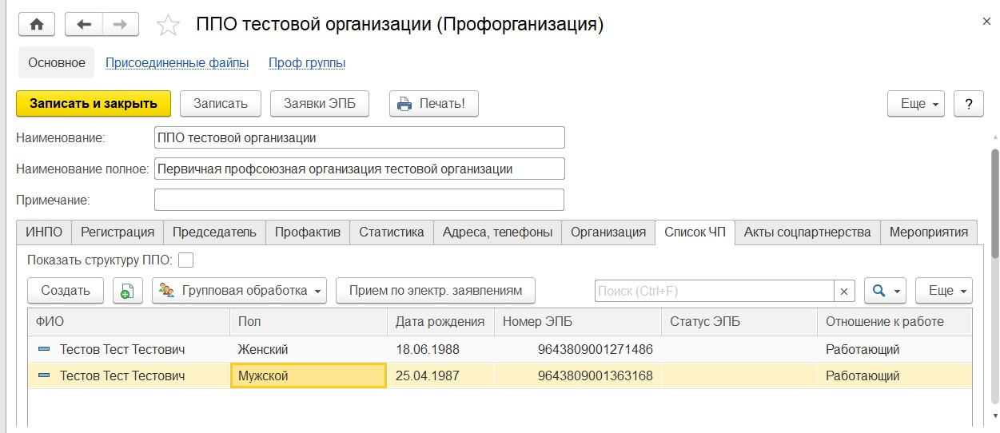 ППО тестовой организации (Профорганизация)
Основное Присоединенные файлы Проф группы
Записать и закрыть Записать Заявки ЭПБ Печать! Еще ?
Наименование: ППО тестовой организации
Наименование полное: Первичная профсоюзная организация тестовой организации
Примечание:
ИНПО Регистрация Председатель Профактив Статистика Адреса, телефоны Организация Список ЧП Акты соцпартнерства Мероприятия
Показать структуру ППО:
Создать Групповая обработка Прием по электр. заявлениям Поиск (Ctrl+F) × Еще
ФИО Пол Дата рождения Номер ЭПБ Статус ЭПБ Отношение к работе
Тестов Тест Тестович Женский 18.06.1988 9643809001271486 Работающий
Тестов Тест Тестович Мужской 25.04.1987 9643809001363168 Работающий